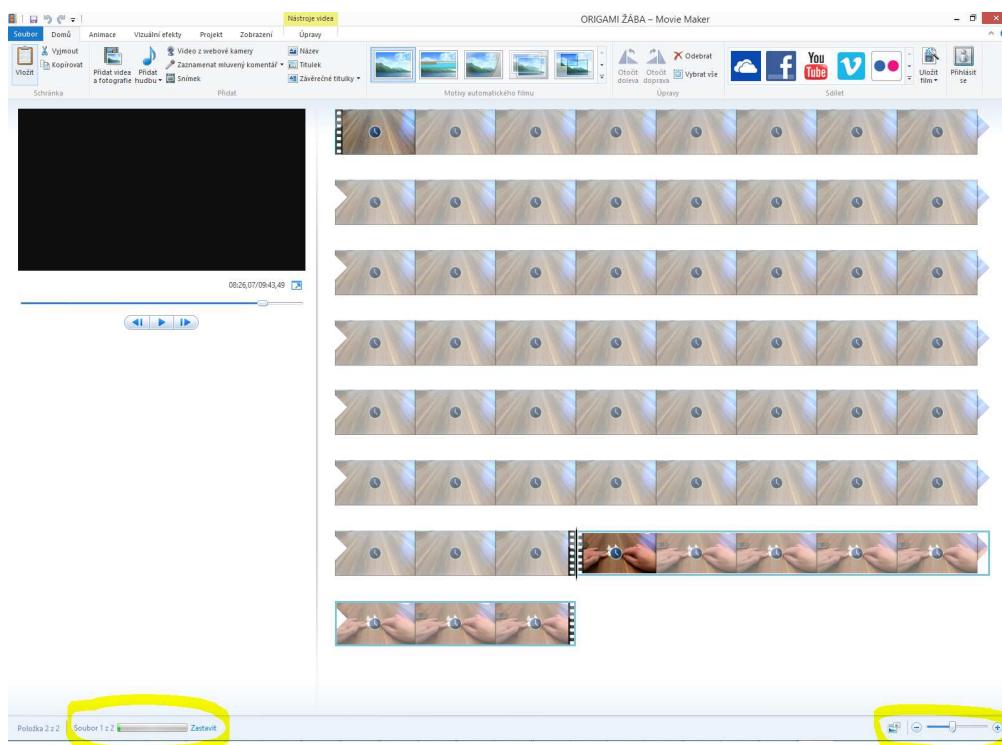 Nástroje videa
ORIGAMI ŽÁBA – Movie Maker
Soubor Domů Animace Vizuální efekty Projekt Zobrazení Úpravy
Vložit
Vyjmout
Kopírovat
Schránka
Přidat videa a fotografie
Přidat hudbu
Video z webové kamery
Zaznamenat mluvený komentář
Snímek
Název
Titulek
Závěrečné titulky
Přidat
Motivy automatického filmu
Otočit doleva
Otočit doprava
Odebrat
Vybrat vše
Úpravy
f
You Tube
V
Sdílet
Uložit film
Přihlásit se
08:26,07/09:43,49
Položka 2 z 2 Soubor 1 z 2 Zastavit